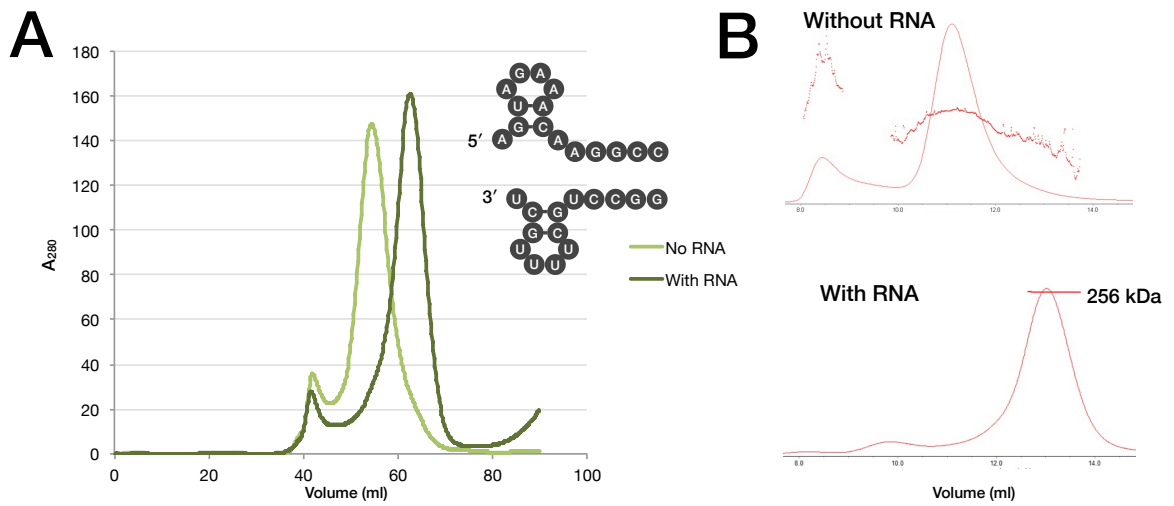 A
B
180
160
140
120
100
80
60
40
20
0
A280
0 20 40 60 80 100
Volume (ml)
G A
A A
U A
5′ A G C A
A G G C C
3′ U U C C G G
C G
G C
U U
U U
No RNA
With RNA
Without RNA
8.0 10.0 12.0 14.0
With RNA
256 kDa
8.0 10.0 12.0 14.0
Volume (ml)